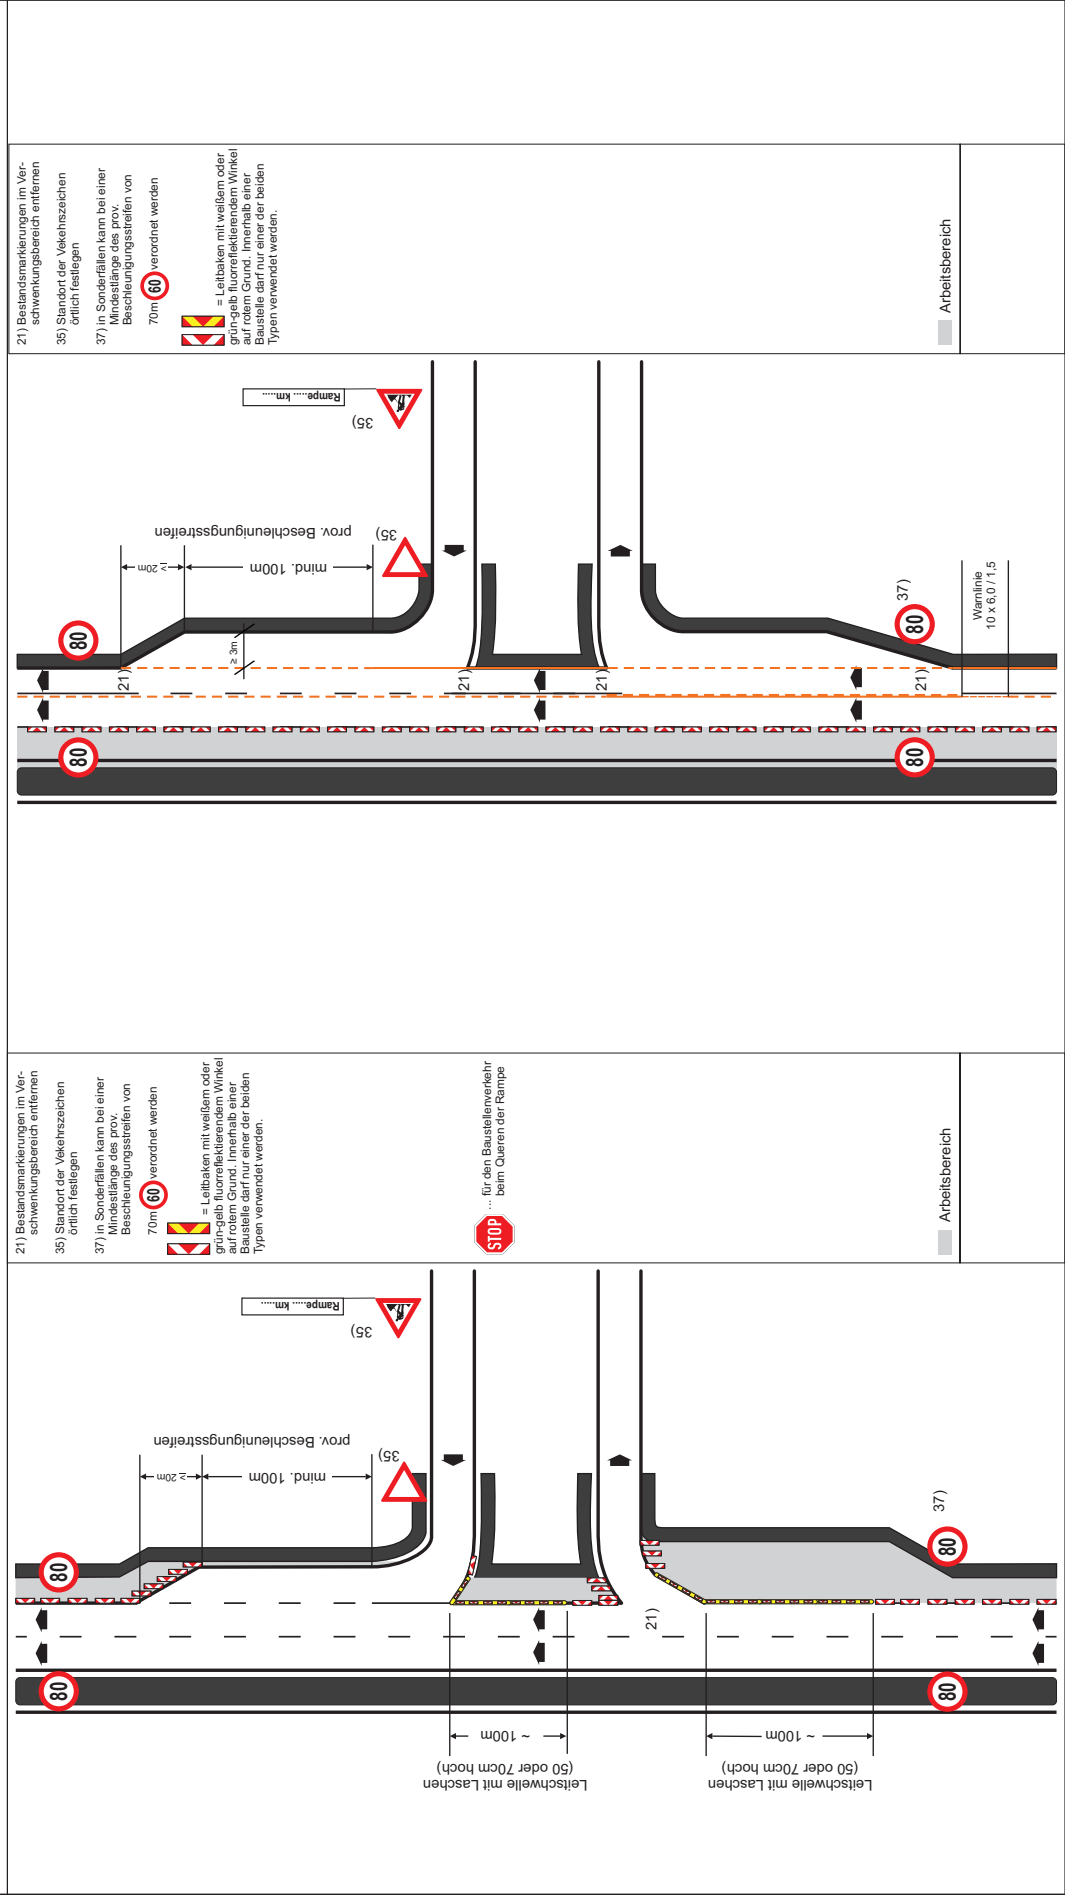 21) Bestandsmarkierungen im Ver-
schwenkungsbereich entfernen
35) Standort der Vekehrszeichen
örtlich festlegen
37) in Sonderfällen kann bei einer
Mindestlänge des prov.
Beschleunigungsstreifen von
70m 60 verordnet werden
= Leitbaken mit weißem oder
grün-gelb fluorreflektierendem Winkel
auf rotem Grund. Innerhalb einer
Baustelle darf nur einer der beiden
Typen verwendet werden.
Arbeitsbereich
Rampe ..... km.....
35)
prov. Beschleunigungsstreifen
≥ 20m
mind. 100m
35)
≥ 3m
80
80
21)
21)
21)
21)
37)
80
80
Warnlinie
10 x 6,0 / 1,5
21) Bestandsmarkierungen im Ver-
schwenkungsbereich entfernen
35) Standort der Vekehrszeichen
örtlich festlegen
37) in Sonderfällen kann bei einer
Mindestlänge des prov.
Beschleunigungsstreifen von
70m 60 verordnet werden
= Leitbaken mit weißem oder
grün-gelb fluorreflektierendem Winkel
auf rotem Grund. Innerhalb einer
Baustelle darf nur einer der beiden
Typen verwendet werden.
STOP ... für den Baustellenverkehr
beim Queren der Rampe
Arbeitsbereich
Rampe ..... km.....
35)
prov. Beschleunigungsstreifen
≥ 20m
mind. 100m
35)
80
80
21)
37)
80
80
~ 100m
Leitschwelle mit Laschen
(50 oder 70cm hoch)
~ 100m
Leitschwelle mit Laschen
(50 oder 70cm hoch)